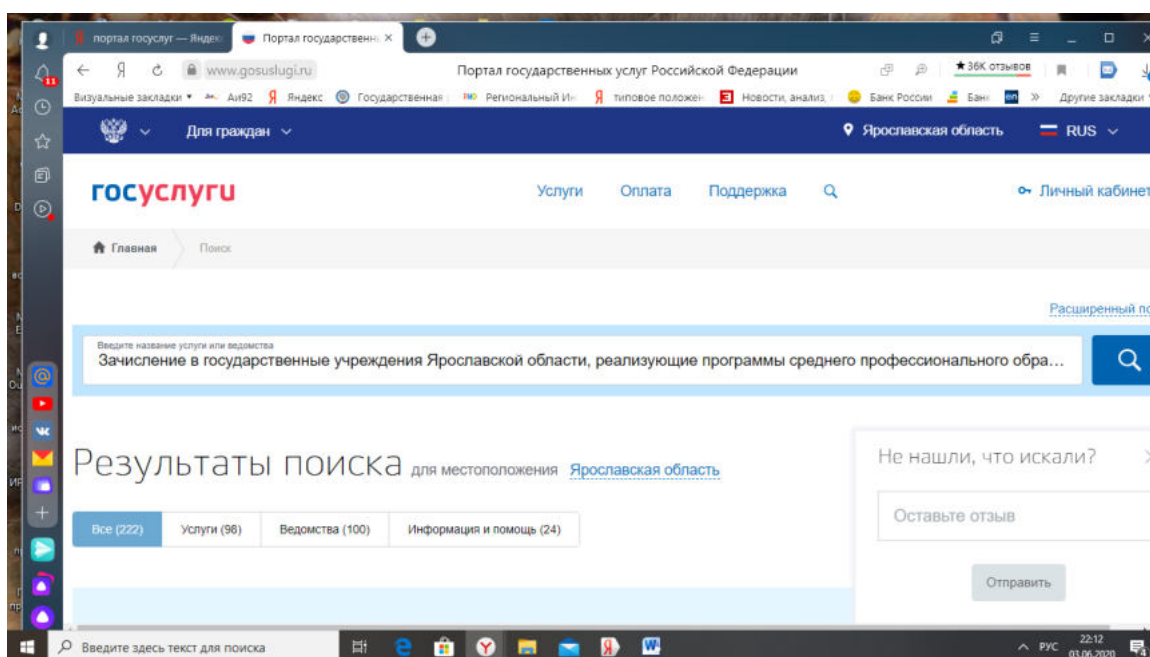 портал госуслуг — Яндек
Портал государственн
11
www.gosuslugi.ru
Портал государственных услуг Российской Федерации
★ 36K отзывов
Визуальные закладки
Аи92
Яндекс
Государственная
Региональный Ин
типовое положен
Новости, анализ,
Банк России
Банк
Другие закладки
Для граждан
Ярославская область
RUS
госуслуги
Услуги
Оплата
Поддержка
Личный кабинет
Главная
Поиск
Расширенный по
Введите название услуги или ведомства
Зачисление в государственные учреждения Ярославской области, реализующие программы среднего профессионального обра...
Результаты поиска для местоположения Ярославская область
Не нашли, что искали?
Все (222)
Услуги (98)
Ведомства (100)
Информация и помощь (24)
Оставьте отзыв
Отправить
Введите здесь текст для поиска
РУС
22:12
03.06.2020